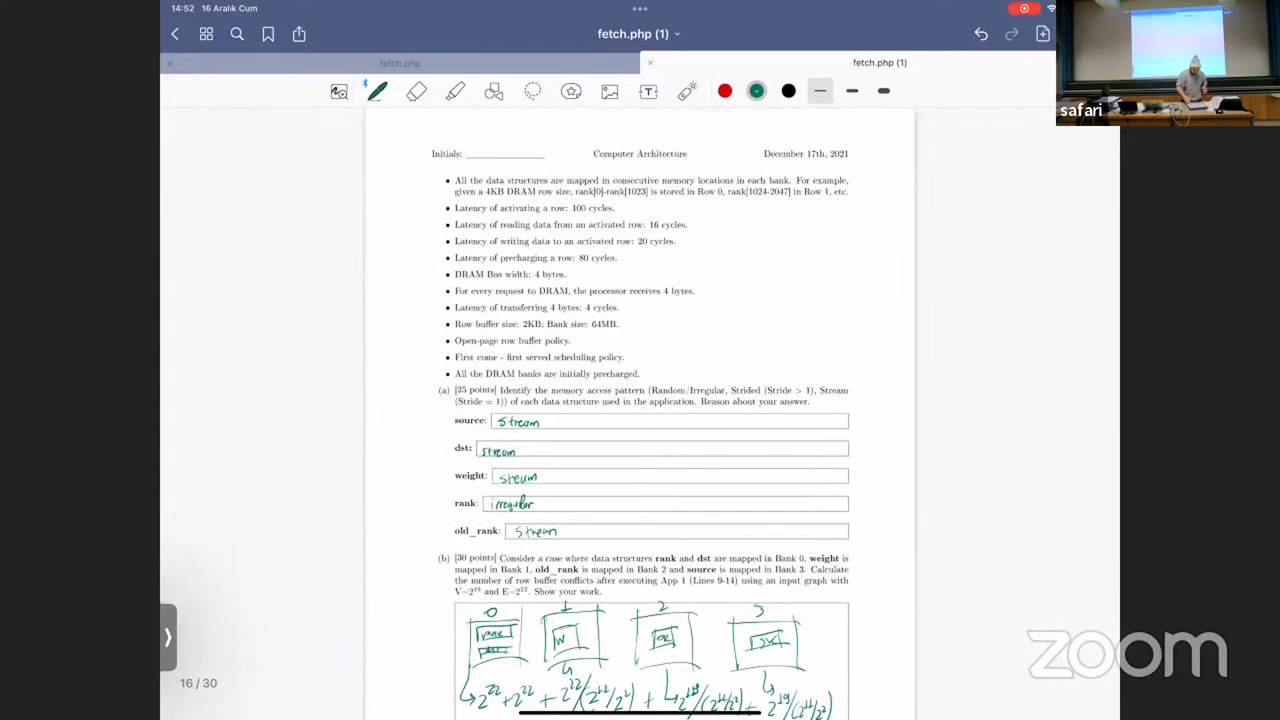 14:52 16 Aralık Cum
fetch.php (1)
fetch.php
fetch.php (1)
safari
Initials: Computer Architecture December 17th, 2021
• All the data structures are mapped in consecutive memory locations in each bank. For example,
given a 4KB DRAM row size, rank[0]-rank[1023] is stored in Row 0, rank[1024-2047] in Row 1, etc.
• Latency of activating a row: 100 cycles.
• Latency of reading data from an activated row: 16 cycles.
• Latency of writing data to an activated row: 20 cycles.
• Latency of precharging a row: 80 cycles.
• DRAM Bus width: 4 bytes.
• For every request to DRAM, the processor receives 4 bytes.
• Latency of transferring 4 bytes: 4 cycles.
• Row buffer size: 2KB; Bank size: 64MB.
• Open-page row buffer policy.
• First come - first served scheduling policy.
• All the DRAM banks are initially precharged.
(a) [25 points] Identify the memory access pattern (Random/Irregular, Strided (Stride > 1), Stream
(Stride = 1)) of each data structure used in the application. Reason about your answer.
source: Stream
dst: stream
weight: steum
rank: irregular
old_rank: Stream
(b) [30 points] Consider a case where data structures rank and dst are mapped in Bank 0, weight is
mapped in Bank 1, old_rank is mapped in Bank 2 and source is mapped in Bank 3. Calculate
the number of row buffer conflicts after executing App 1 (Lines 9-14) using an input graph with
V=2¹⁹ and E=2²². Show your work.
0 1 2 3
rank W
zoom
16 / 30